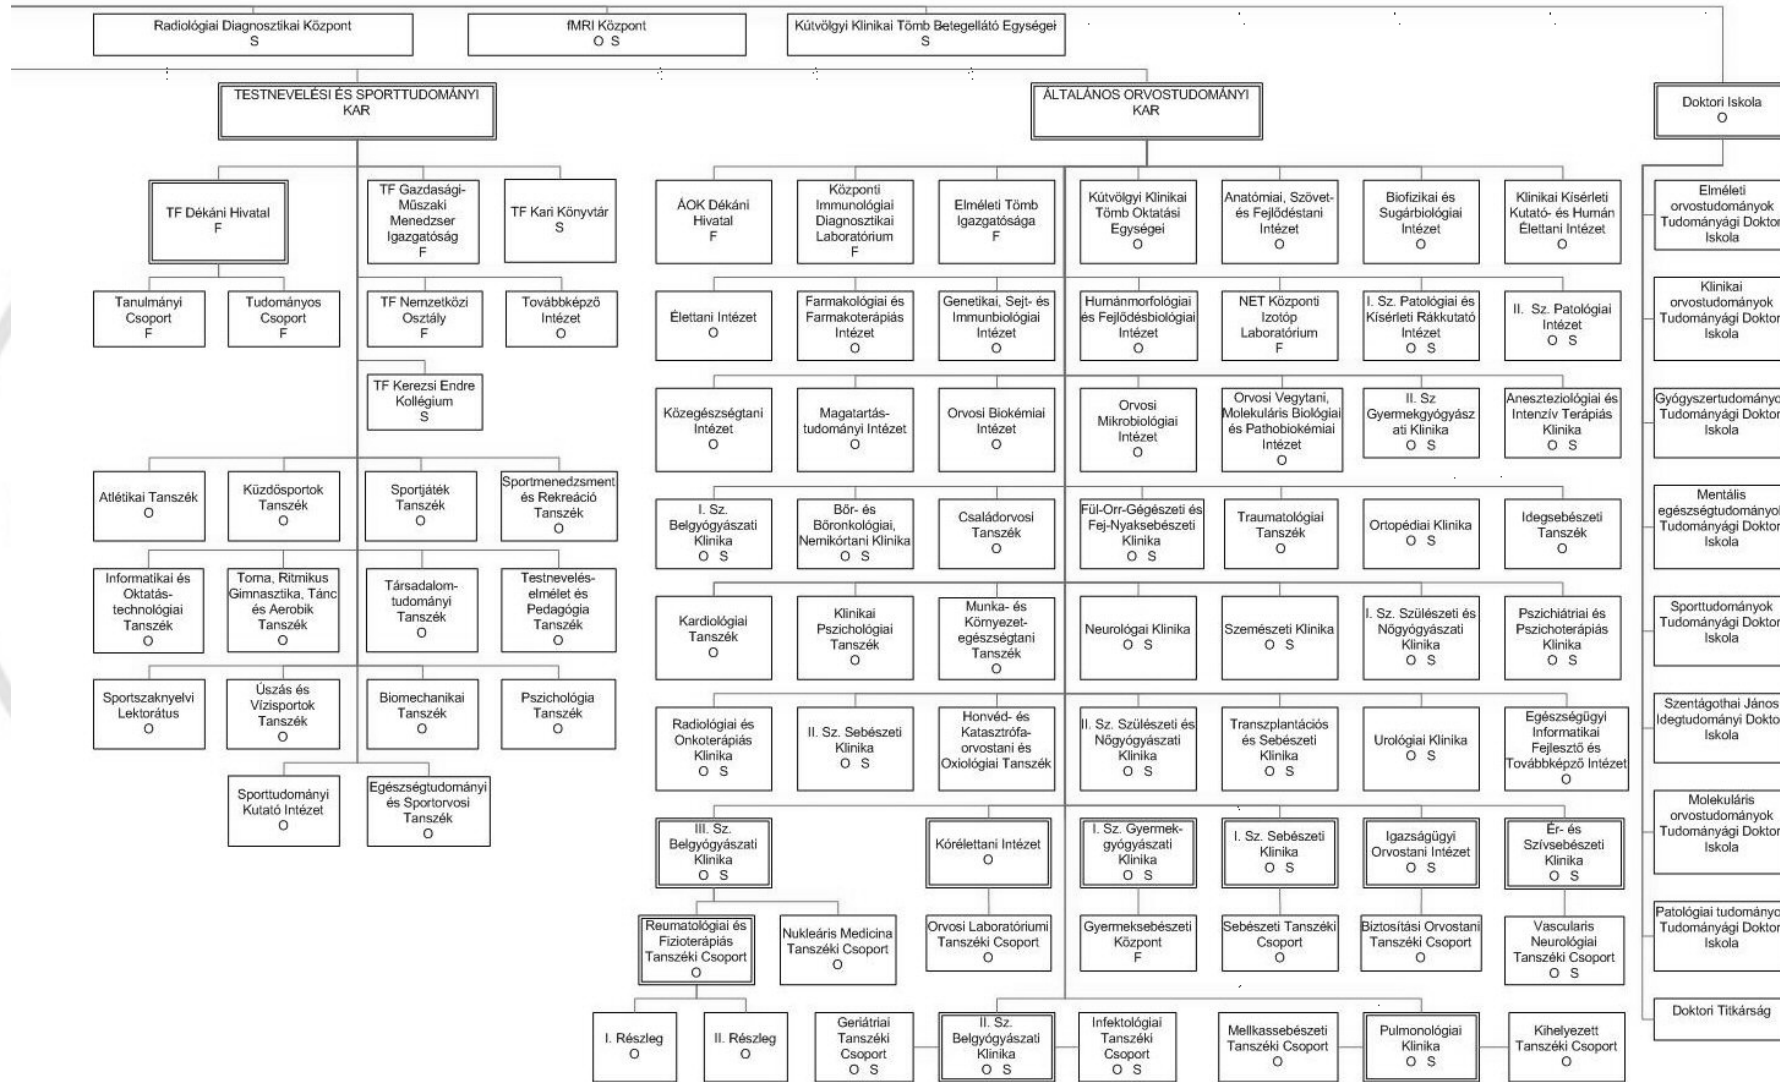 Radiológiai Diagnosztikai Központ
S
fMRI Központ
O S
Kútvölgyi Klinikai Tömb Betegellátó Egységei
S
TESTNEVELÉSI ÉS SPORTTUDOMÁNYI
KAR
ÁLTALÁNOS ORVOSTUDOMÁNYI
KAR
Doktori Iskola
O
TF Dékáni Hivatal
F
TF Gazdasági-
Műszaki
Menedzser
Igazgatóság
F
TF Kari Könyvtár
S
ÁOK Dékáni
Hivatal
F
Központi
Immunológiai
Diagnosztikai
Laboratórium
F
Elméleti Tömb
Igazgatósága
F
Kútvölgyi Klinikai
Tömb Oktatási
Egységei
O
Anatómiai, Szövet-
és Fejlődéstani
Intézet
O
Biofizikai és
Sugárbiológiai
Intézet
O
Klinikai Kísérleti
Kutató- és Humán
Élettani Intézet
O
Elméleti
orvostudományok
Tudományági Doktori
Iskola
Tanulmányi
Csoport
F
Tudományos
Csoport
F
TF Nemzetközi
Osztály
F
Továbbképző
Intézet
O
Élettani Intézet
O
Farmakológiai és
Farmakoterápiás
Intézet
O
Genetikai, Sejt- és
Immunbiológiai
Intézet
O
Humánmorfológiai
és Fejlődésbiológiai
Intézet
O
NET Központi
Izotóp
Laboratórium
F
I. Sz. Patológiai és
Kísérleti Rákkutató
Intézet
O S
II. Sz. Patológiai
Intézet
O S
Klinikai
orvostudományok
Tudományági Doktori
Iskola
TF Kerezsi Endre
Kollégium
S
Közegészségtani
Intézet
O
Magatartás-
tudományi Intézet
O
Orvosi Biokémiai
Intézet
O
Orvosi
Mikrobiológiai
Intézet
O
Orvosi Vegytani,
Molekuláris Biológiai
és Pathobiokémiai
Intézet
O
II. Sz
Gyermekgyógyász
ati Klinika
O S
Aneszteziológiai és
Intenzív Terápiás
Klinika
O S
Gyógyszertudományok
Tudományági Doktori
Iskola
Atlétikai Tanszék
O
Küzdősportok
Tanszék
O
Sportjáték
Tanszék
O
Sportmenedzsment
és Rekreáció
Tanszék
O
I. Sz.
Belgyógyászati
Klinika
O S
Bőr- és
Bőronkológiai,
Nemikórtani Klinika
O S
Családorvosi
Tanszék
O
Fül-Orr-Gégészeti és
Fej-Nyaksebészeti
Klinika
O S
Traumatológiai
Tanszék
O
Ortopédiai Klinika
O S
Idegsebészeti
Tanszék
O
Mentális
egészségtudományok
Tudományági Doktori
Iskola
Informatikai és
Oktatás-
technológiai
Tanszék
O
Torna, Ritmikus
Gimnasztika, Tánc
és Aerobik
Tanszék
O
Társadalom-
tudományi
Tanszék
O
Testnevelés-
elmélet és
Pedagógia
Tanszék
O
Kardiológiai
Tanszék
O
Klinikai
Pszichológiai
Tanszék
O
Munka- és
Környezet-
egészségtani
Tanszék
O
Neurológai Klinika
O S
Szemészeti Klinika
O S
I. Sz. Szülészeti és
Nőgyógyászati
Klinika
O S
Pszichiátriai és
Pszichoterápiás
Klinika
O S
Sporttudományok
Tudományági Doktori
Iskola
Sportszaknyelvi
Lektorátus
O
Úszás és
Vízisportok
Tanszék
O
Biomechanikai
Tanszék
O
Pszichológia
Tanszék
O
Radiológiai és
Onkoterápiás
Klinika
O S
II. Sz. Sebészeti
Klinika
O S
Honvéd- és
Katasztrófa-
orvostani és
Oxiológiai Tanszék
II. Sz. Szülészeti és
Nőgyógyászati
Klinika
O S
Transzplantációs
és Sebészeti
Klinika
O S
Urológiai Klinika
O S
Egészségügyi
Informatikai
Fejlesztő és
Továbbképző Intézet
O
Szentágothai János
Idegtudományi Doktori
Iskola
Sporttudományi
Kutató Intézet
O
Egészségtudományi
és Sportorvosi
Tanszék
O
III. Sz.
Belgyógyászati
Klinika
O S
Kórélettani Intézet
O
I. Sz. Gyermek-
gyógyászati
Klinika
O S
I. Sz. Sebészeti
Klinika
O S
Igazságügyi
Orvostani Intézet
O S
Ér- és
Szívsebészeti
Klinika
O S
Molekuláris
orvostudományok
Tudományági Doktori
Iskola
Reumatológiai és
Fizioterápiás
Tanszéki Csoport
O
Nukleáris Medicina
Tanszéki Csoport
O
Orvosi Laboratóriumi
Tanszéki Csoport
O
Gyermeksebészeti
Központ
F
Sebészeti Tanszéki
Csoport
O
Biztosítási Orvostani
Tanszéki Csoport
O
Vascularis
Neurológiai
Tanszéki Csoport
O S
Patológiai tudományok
Tudományági Doktori
Iskola
I. Részleg
O
II. Részleg
O
Geriátriai
Tanszéki
Csoport
O S
II. Sz.
Belgyógyászati
Klinika
O S
Infektológiai
Tanszéki
Csoport
O S
Mellkassebészeti
Tanszéki Csoport
O
Pulmonológiai
Klinika
O S
Kihelyezett
Tanszéki Csoport
O
Doktori Titkárság